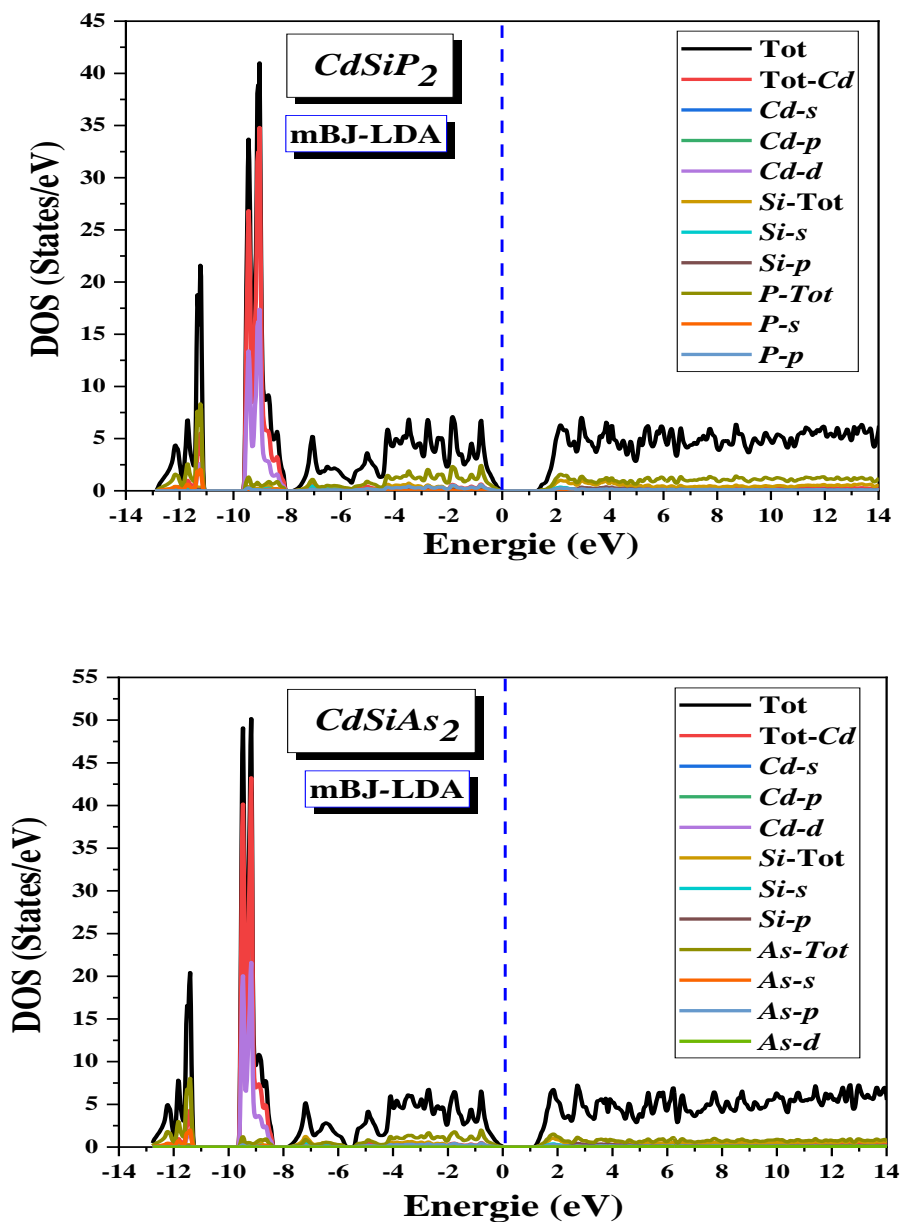 45
40
35
30
25
20
15
10
5
0
DOS (States/eV)
CdSiP2
mBJ-LDA
Tot
Tot-Cd
Cd-s
Cd-p
Cd-d
Si-Tot
Si-s
Si-p
P-Tot
P-s
P-p
-14 -12 -10 -8 -6 -4 -2 0 2 4 6 8 10 12 14
Energie (eV)
55
50
45
40
35
30
25
20
15
10
5
0
DOS (States/eV)
CdSiAs2
mBJ-LDA
Tot
Tot-Cd
Cd-s
Cd-p
Cd-d
Si-Tot
Si-s
Si-p
As-Tot
As-s
As-p
As-d
-14 -12 -10 -8 -6 -4 -2 0 2 4 6 8 10 12 14
Energie (eV)